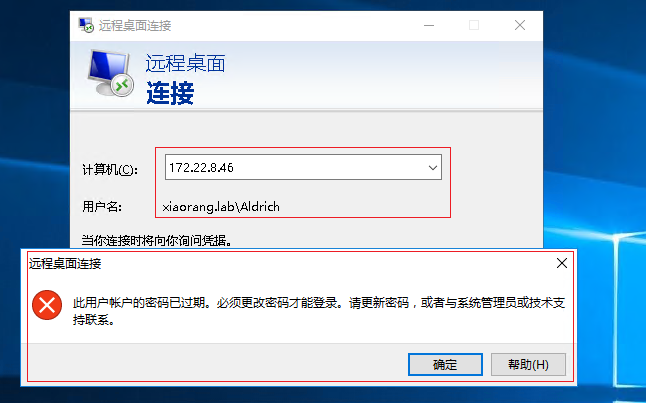 远程桌面连接
远程桌面
连接
计算机(C):
172.22.8.46
用户名:
xiaorang.lab\Aldrich
当你连接时将向你询问凭据。
远程桌面连接
此用户帐户的密码已过期。必须更改密码才能登录。请更新密码，或者与系统管理员或技术支
持联系。
确定
帮助(H)